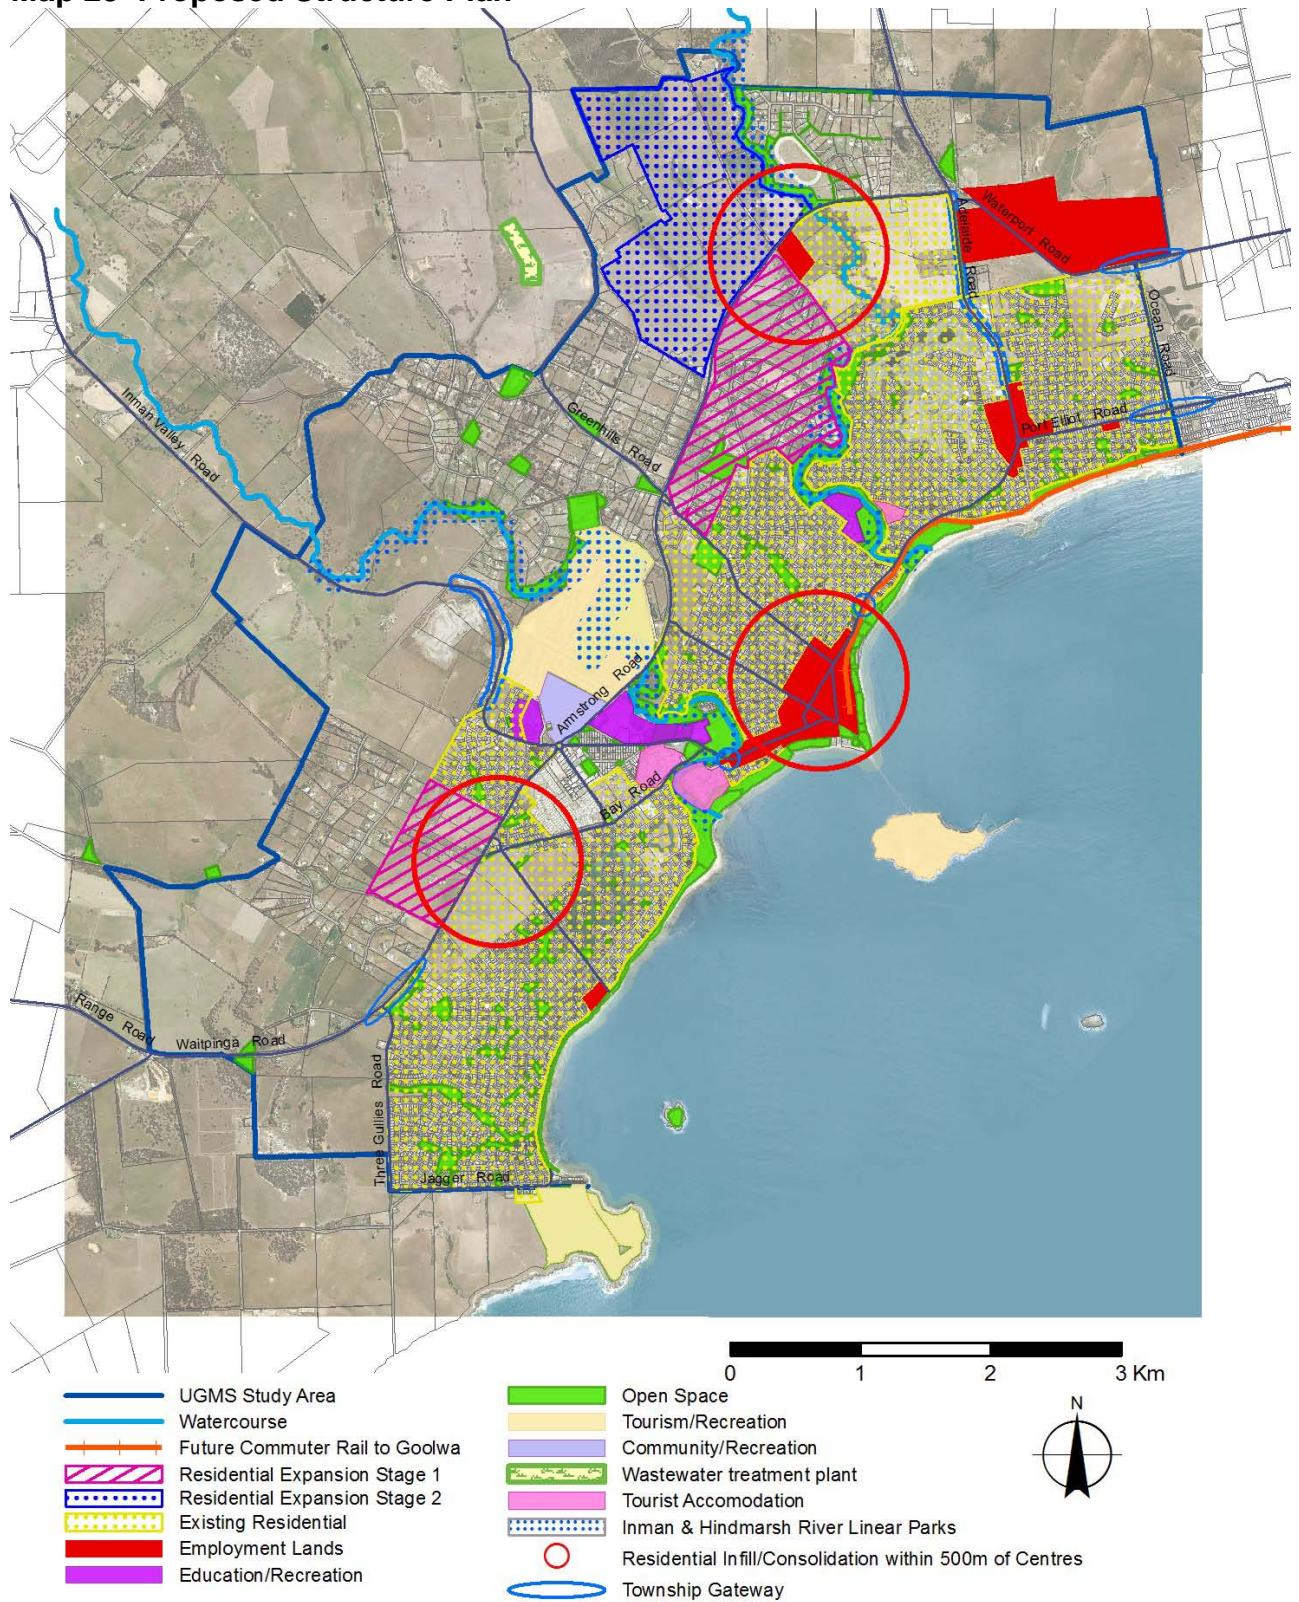 Map 20 Proposed Structure Plan
Waterport Road
Adelaide Road
Ocean Road
Port Elliot Road
Inman Valley Road
Greenhills Road
Armstrong Road
Bay Road
Range Road
Waitpinga Road
Three Gullies Road
Jagger Road
0 1 2 3 Km
UGMS Study Area
Watercourse
Future Commuter Rail to Goolwa
Residential Expansion Stage 1
Residential Expansion Stage 2
Existing Residential
Employment Lands
Education/Recreation
Open Space
Tourism/Recreation
Community/Recreation
Wastewater treatment plant
Tourist Accomodation
Inman & Hindmarsh River Linear Parks
Residential Infill/Consolidation within 500m of Centres
Township Gateway
N